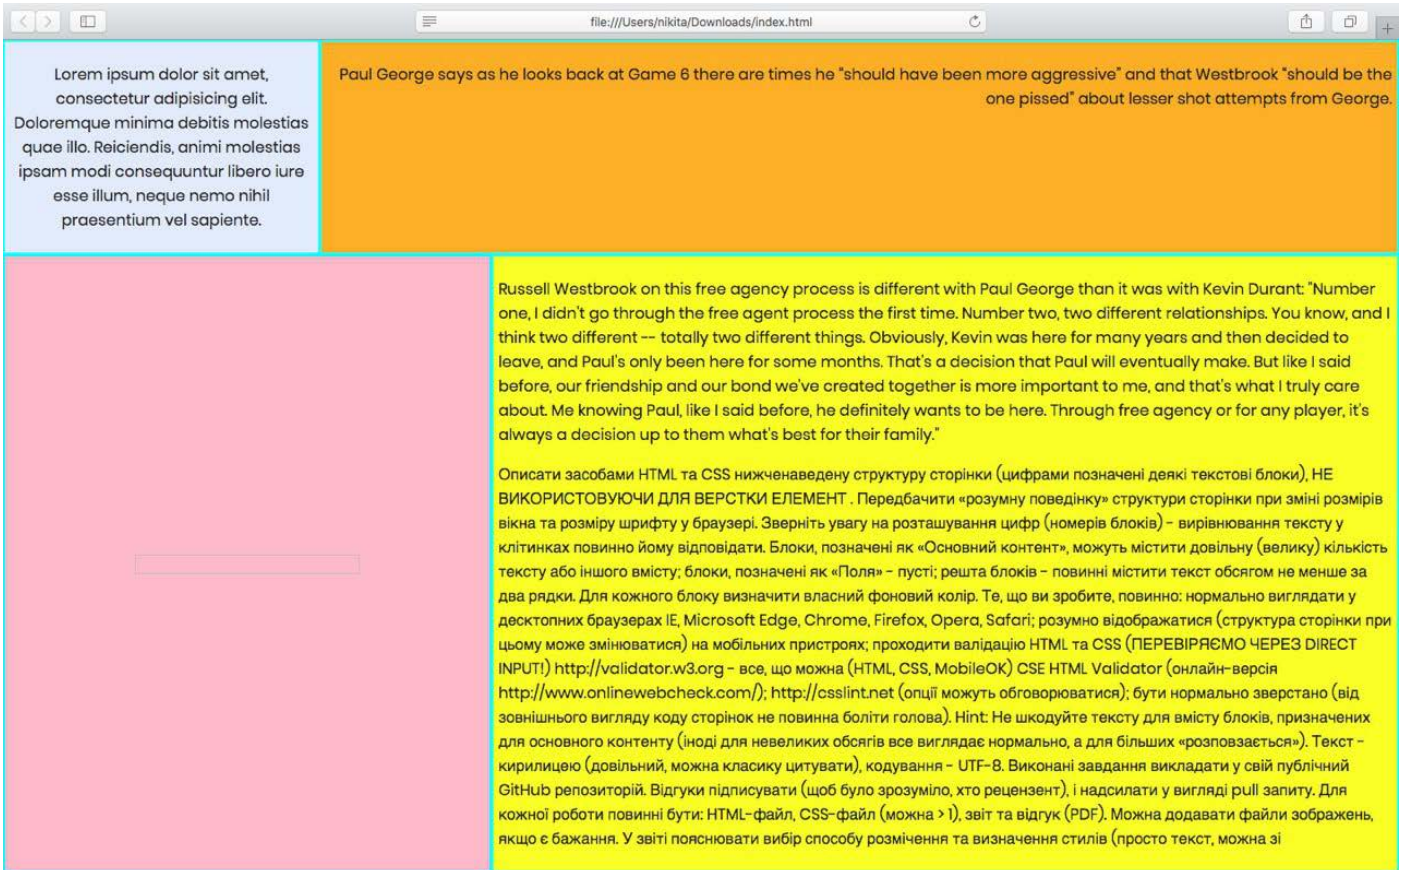 file:///Users/nikita/Downloads/index.html
Lorem ipsum dolor sit amet,
consectetur adipisicing elit.
Doloremque minima debitis molestias
quae illo. Reiciendis, animi molestias
ipsam modi consequuntur libero iure
esse illum, neque nemo nihil
praesentium vel sapiente.
Paul George says as he looks back at Game 6 there are times he "should have been more aggressive" and that Westbrook "should be the
one pissed" about lesser shot attempts from George.
Russell Westbrook on this free agency process is different with Paul George than it was with Kevin Durant: "Number
one, I didn't go through the free agent process the first time. Number two, two different relationships. You know, and I
think two different -- totally two different things. Obviously, Kevin was here for many years and then decided to
leave, and Paul's only been here for some months. That's a decision that Paul will eventually make. But like I said
before, our friendship and our bond we've created together is more important to me, and that's what I truly care
about. Me knowing Paul, like I said before, he definitely wants to be here. Through free agency or for any player, it's
always a decision up to them what's best for their family."
Описати засобами HTML та CSS нижченаведену структуру сторінки (цифрами позначені деякі текстові блоки), НЕ
ВИКОРИСТОВУЮЧИ ДЛЯ ВЕРСТКИ ЕЛЕМЕНТ . Передбачити «розумну поведінку» структури сторінки при зміні розмірів
вікна та розміру шрифту у браузері. Зверніть увагу на розташування цифр (номерів блоків) - вирівнювання тексту у
клітинках повинно йому відповідати. Блоки, позначені як «Основний контент», можуть містити довільну (велику) кількість
тексту або іншого вмісту; блоки, позначені як «Поля» - пусті; решта блоків - повинні містити текст обсягом не менше за
два рядки. Для кожного блоку визначити власний фоновий колір. Те, що ви зробите, повинно: нормально виглядати у
десктопних браузерах IE, Microsoft Edge, Chrome, Firefox, Opera, Safari; розумно відображатися (структура сторінки при
цьому може змінюватися) на мобільних пристроях; проходити валідацію HTML та CSS (ПЕРЕВІРЯЄМО ЧЕРЕЗ DIRECT
INPUT!) http://validator.w3.org - все, що можна (HTML, CSS, MobileOK) CSE HTML Validator (онлайн-версія
http://www.onlinewebcheck.com/); http://csslint.net (опції можуть обговорюватися); бути нормально зверстано (від
зовнішнього вигляду коду сторінок не повинна боліти голова). Hint: Не шкодуйте тексту для вмісту блоків, призначених
для основного контенту (іноді для невеликих обсягів все виглядає нормально, а для більших «розповзається»). Текст -
кирилицею (довільний, можна класику цитувати), кодування - UTF-8. Виконані завдання викладати у свій публічний
GitHub репозиторій. Відгуки підписувати (щоб було зрозуміло, хто рецензент), і надсилати у вигляді pull запиту. Для
кожної роботи повинні бути: HTML-файл, CSS-файл (можна > 1), звіт та відгук (PDF). Можна додавати файли зображень,
якщо є бажання. У звіті пояснювати вибір способу розмічення та визначення стилів (просто текст, можна зі